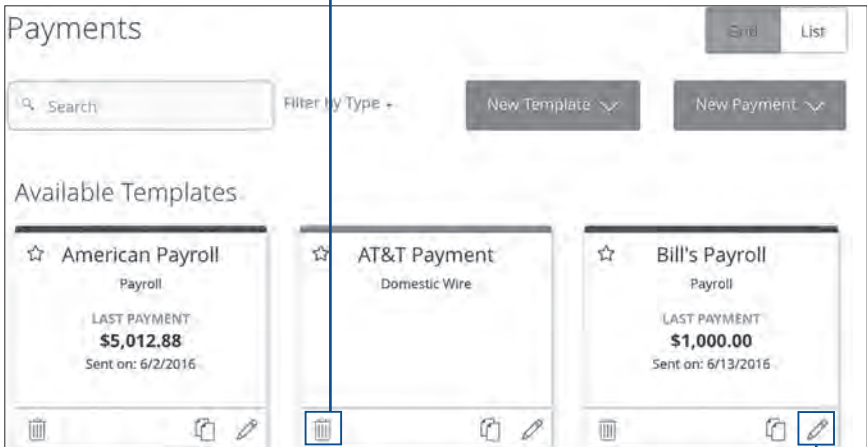 Payments
Grid List
Search Filter by Type New Template New Payment
Available Templates
American Payroll
Payroll
LAST PAYMENT
$5,012.88
Sent on: 6/2/2016
AT&T Payment
Domestic Wire
Bill's Payroll
Payroll
LAST PAYMENT
$1,000.00
Sent on: 6/13/2016